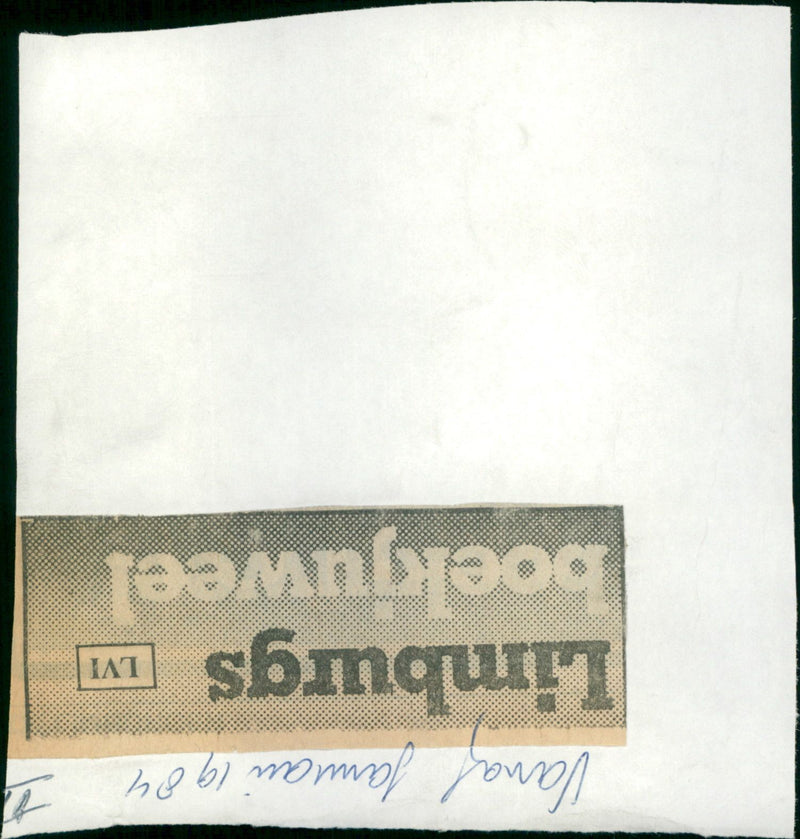 Vanaf Januari 1984
Limburgs
LVI
boekjuweel